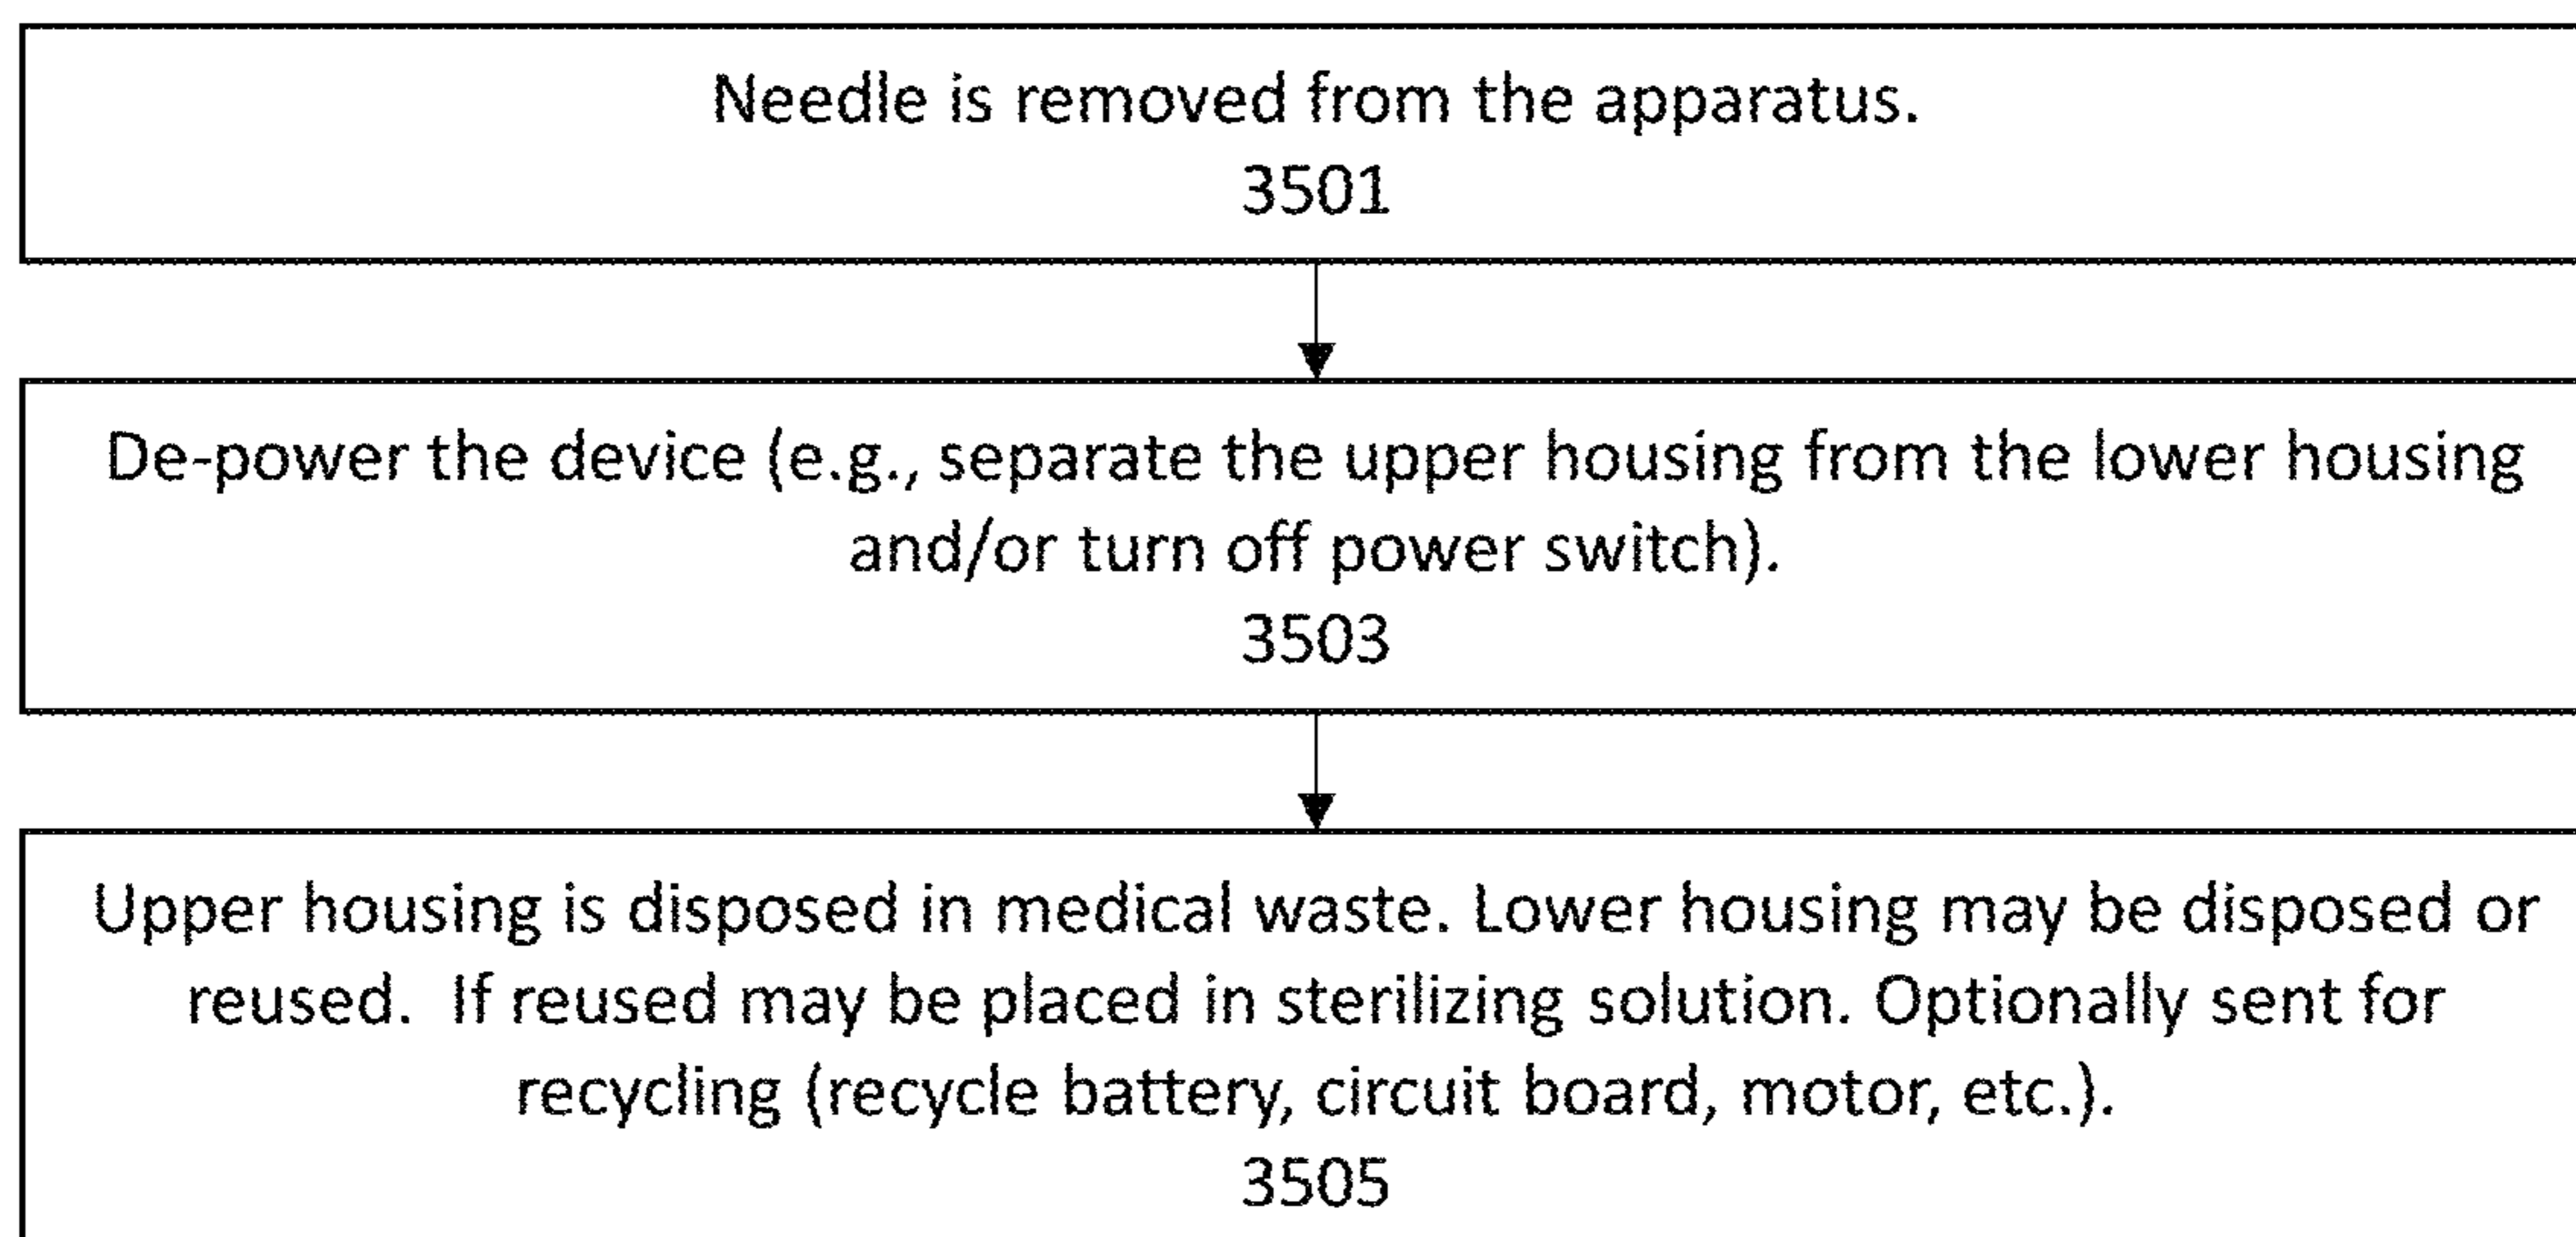 Needle is removed from the apparatus.
3501
De-power the device (e.g., separate the upper housing from the lower housing
and/or turn off power switch).
3503
Upper housing is disposed in medical waste. Lower housing may be disposed or
reused.  If reused may be placed in sterilizing solution. Optionally sent for
recycling (recycle battery, circuit board, motor, etc.).
3505